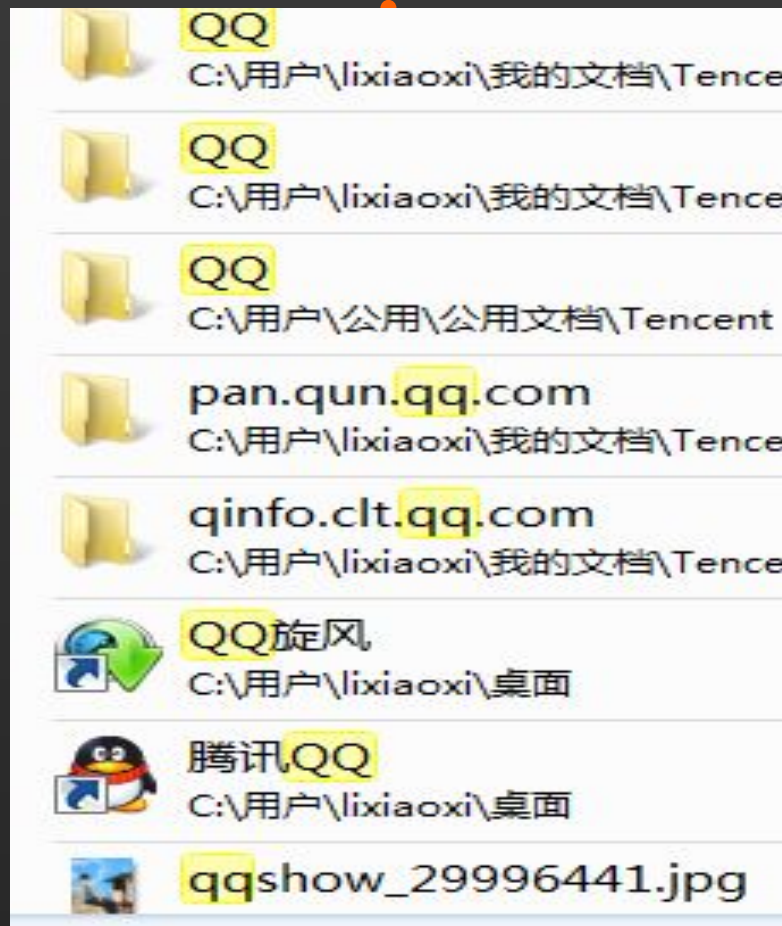 QQ
C:\用户\lixiaoxi\我的文档\Tence
QQ
C:\用户\lixiaoxi\我的文档\Tence
QQ
C:\用户\公用\公用文档\Tencent
pan.qun.qq.com
C:\用户\lixiaoxi\我的文档\Tence
qinfo.clt.qq.com
C:\用户\lixiaoxi\我的文档\Tence
QQ旋风
C:\用户\lixiaoxi\桌面
腾讯QQ
C:\用户\lixiaoxi\桌面
qqshow_29996441.jpg